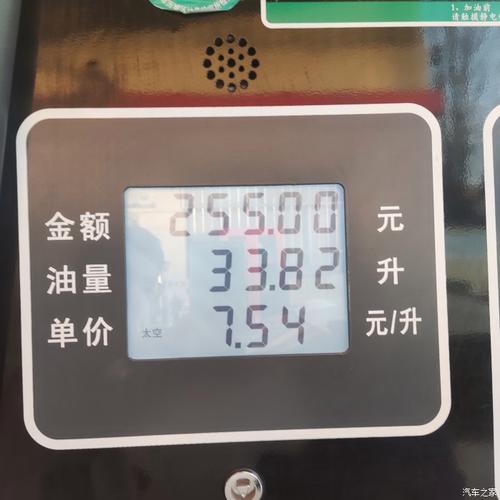 1、加油前
请触摸静电
金额 255.00 元
油量 33.82 升
单价 太空 7.54 元/升
汽车之家